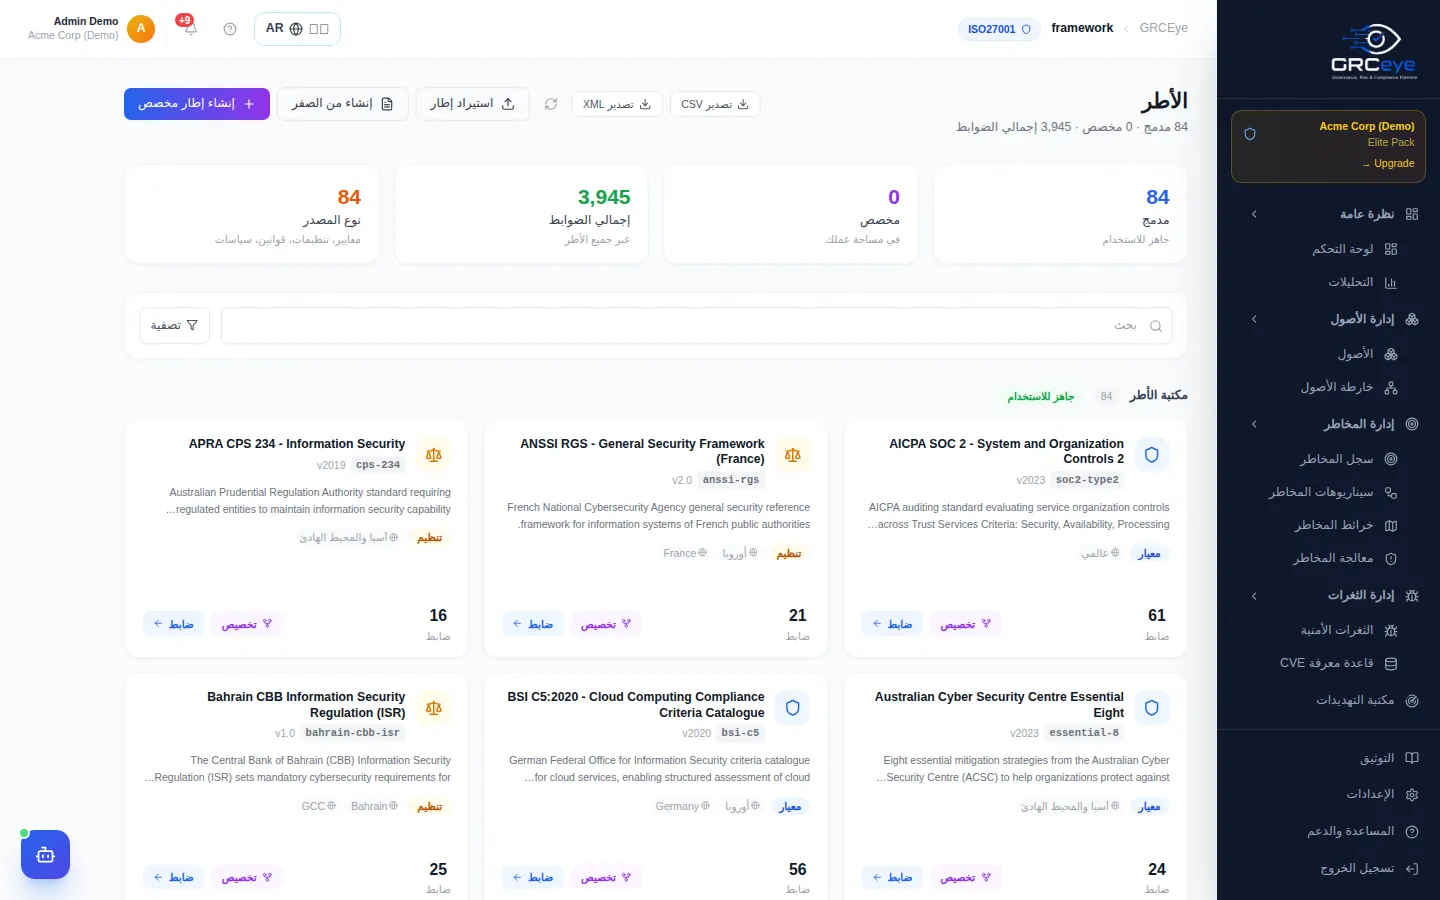 GRCeye
Governance, Risk & Compliance Platform
Acme Corp (Demo)
Elite Pack
Upgrade →
نظرة عامة
لوحة التحكم
التحليلات
إدارة الأصول
الأصول
خارطة الأصول
إدارة المخاطر
سجل المخاطر
سيناريوهات المخاطر
خرائط المخاطر
معالجة المخاطر
إدارة الثغرات
الثغرات الأمنية
قاعدة معرفة CVE
مكتبة التهديدات
التوثيق
الإعدادات
المساعدة والدعم
تسجيل الخروج
GRCEye
framework
ISO27001
AR
+9
A
Admin Demo
Acme Corp (Demo)
الأطر
84 مدمج · 0 مخصص · 3,945 إجمالي الضوابط
تصدير CSV
تصدير XML
استيراد إطار
إنشاء من الصفر
إنشاء إطار مخصص
84
مدمج
جاهز للاستخدام
0
مخصص
في مساحة عملك
3,945
إجمالي الضوابط
عبر جميع الأطر
84
نوع المصدر
معايير، تنظيمات، قوانين، سياسات
بحث
تصفية
مكتبة الأطر
84
جاهز للاستخدام
AICPA SOC 2 - System and Organization
Controls 2
soc2-type2
v2023
AICPA auditing standard evaluating service organization controls
across Trust Services Criteria: Security, Availability, Processing…
معيار
عالمي
61
ضابط
تخصيص
ضابط
ANSSI RGS - General Security Framework
(France)
anssi-rgs
v2.0
French National Cybersecurity Agency general security reference
framework for information systems of French public authorities.
تنظيم
أوروبا
France
21
ضابط
تخصيص
ضابط
APRA CPS 234 - Information Security
cps-234
v2019
Australian Prudential Regulation Authority standard requiring
regulated entities to maintain information security capability…
تنظيم
آسيا والمحيط الهادئ
16
ضابط
تخصيص
ضابط
Australian Cyber Security Centre Essential
Eight
essential-8
v2023
Eight essential mitigation strategies from the Australian Cyber
Security Centre (ACSC) to help organizations protect against…
معيار
آسيا والمحيط الهادئ
24
ضابط
تخصيص
ضابط
BSI C5:2020 - Cloud Computing Compliance
Criteria Catalogue
bsi-c5
v2020
German Federal Office for Information Security criteria catalogue
for cloud services, enabling structured assessment of cloud…
معيار
أوروبا
Germany
56
ضابط
تخصيص
ضابط
Bahrain CBB Information Security
Regulation (ISR)
bahrain-cbb-isr
v1.0
The Central Bank of Bahrain (CBB) Information Security
Regulation (ISR) sets mandatory cybersecurity requirements for…
تنظيم
Bahrain
GCC
25
ضابط
تخصيص
ضابط